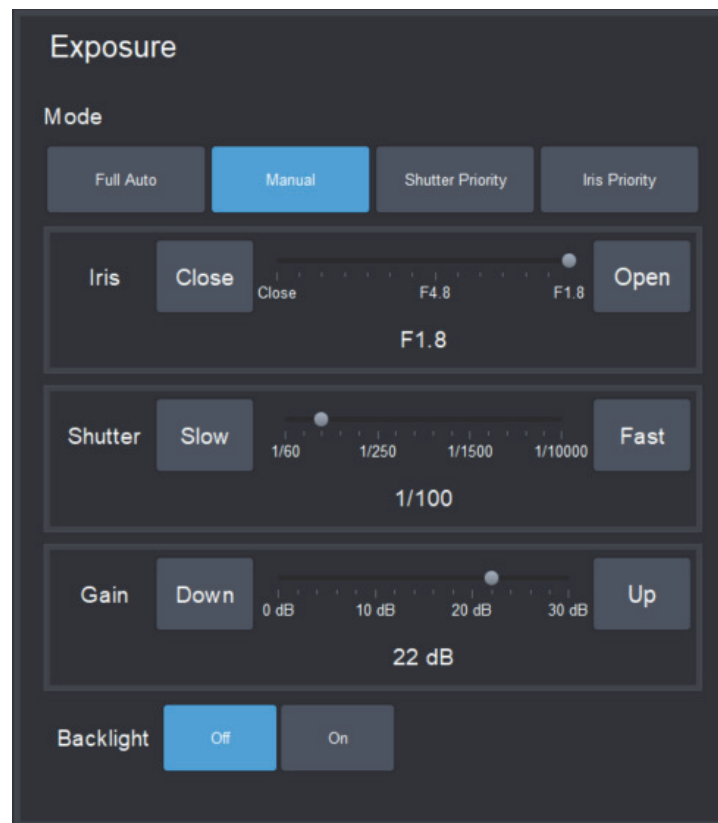 Exposure
Mode
Full Auto Manual Shutter Priority Iris Priority
Iris Close Close F4.8 F1.8 Open
F1.8
Shutter Slow 1/60 1/250 1/1500 1/10000 Fast
1/100
Gain Down 0 dB 10 dB 20 dB 30 dB Up
22 dB
Backlight Off On